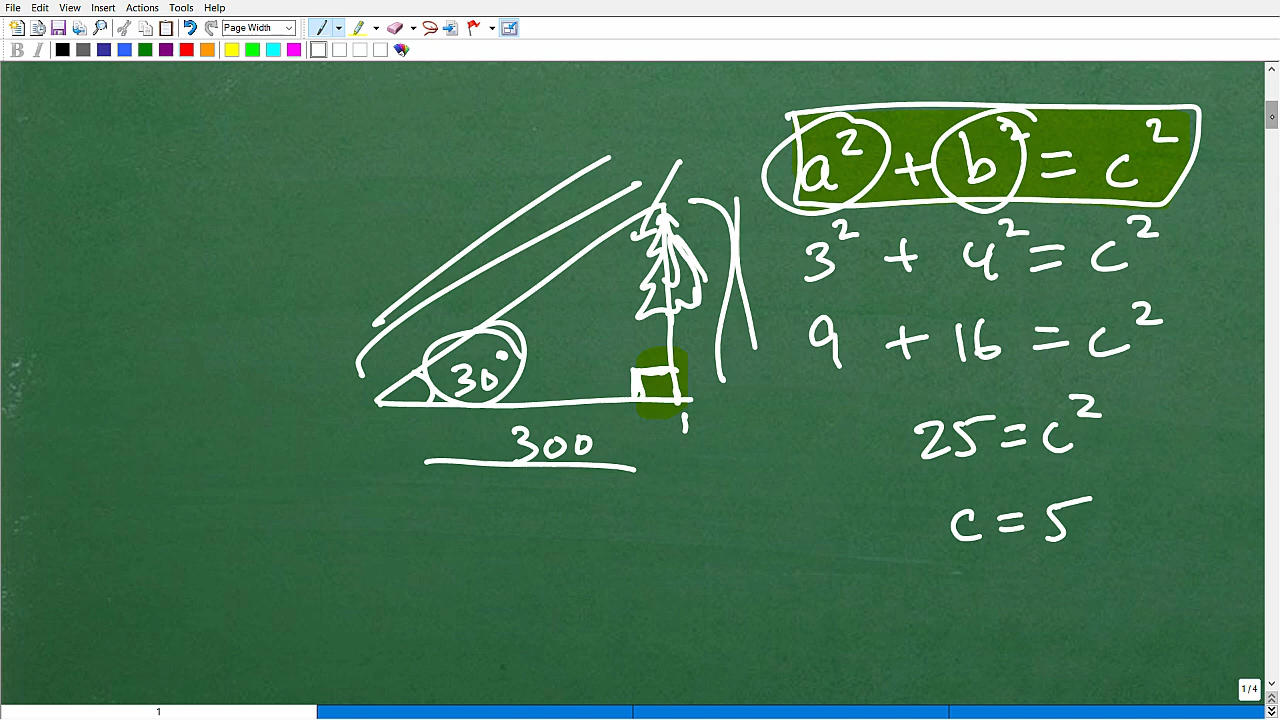 File Edit View Insert Actions Tools Help
Page Width
B I
a² + b² = c²
3² + 4² = c²
9 + 16 = c²
30°
25 = c²
300
c = 5
1/4
1